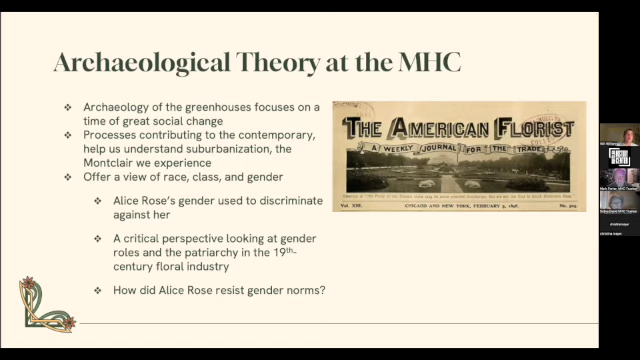 Archaeological Theory at the MHC
Archaeology of the greenhouses focuses on a
time of great social change
Processes contributing to the contemporary,
help us understand suburbanization, the
Montclair we experience
Offer a view of race, class, and gender
Alice Rose's gender used to discriminate
against her
A critical perspective looking at gender
roles and the patriarchy in the 19th-
century floral industry
How did Alice Rose resist gender norms?
THE AMERICAN FLORIST
A WEEKLY JOURNAL FOR THE TRADE
Vol. XIII.
CHICAGO AND NEW YORK, FEBRUARY 5, 1898.